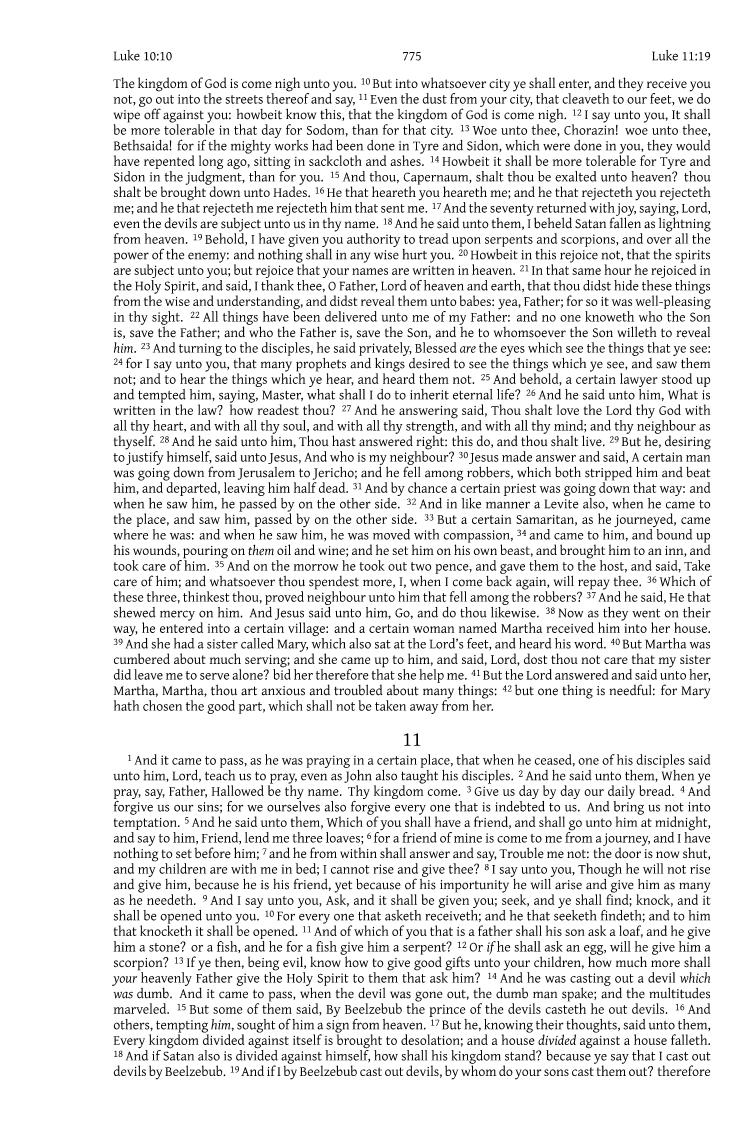 Luke 10:10 775 Luke 11:19
The kingdom of God is come nigh unto you. 10 But into whatsoever city ye shall enter, and they receive you
not, go out into the streets thereof and say, 11 Even the dust from your city, that cleaveth to our feet, we do
wipe off against you: howbeit know this, that the kingdom of God is come nigh. 12 I say unto you, It shall
be more tolerable in that day for Sodom, than for that city. 13 Woe unto thee, Chorazin! woe unto thee,
Bethsaida! for if the mighty works had been done in Tyre and Sidon, which were done in you, they would
have repented long ago, sitting in sackcloth and ashes. 14 Howbeit it shall be more tolerable for Tyre and
Sidon in the judgment, than for you. 15 And thou, Capernaum, shalt thou be exalted unto heaven? thou
shalt be brought down unto Hades. 16 He that heareth you heareth me; and he that rejecteth you rejecteth
me; and he that rejecteth me rejecteth him that sent me. 17 And the seventy returned with joy, saying, Lord,
even the devils are subject unto us in thy name. 18 And he said unto them, I beheld Satan fallen as lightning
from heaven. 19 Behold, I have given you authority to tread upon serpents and scorpions, and over all the
power of the enemy: and nothing shall in any wise hurt you. 20 Howbeit in this rejoice not, that the spirits
are subject unto you; but rejoice that your names are written in heaven. 21 In that same hour he rejoiced in
the Holy Spirit, and said, I thank thee, O Father, Lord of heaven and earth, that thou didst hide these things
from the wise and understanding, and didst reveal them unto babes: yea, Father; for so it was well-pleasing
in thy sight. 22 All things have been delivered unto me of my Father: and no one knoweth who the Son
is, save the Father; and who the Father is, save the Son, and he to whomsoever the Son willeth to reveal
him. 23 And turning to the disciples, he said privately, Blessed are the eyes which see the things that ye see:
24 for I say unto you, that many prophets and kings desired to see the things which ye see, and saw them
not; and to hear the things which ye hear, and heard them not. 25 And behold, a certain lawyer stood up
and tempted him, saying, Master, what shall I do to inherit eternal life? 26 And he said unto him, What is
written in the law? how readest thou? 27 And he answering said, Thou shalt love the Lord thy God with
all thy heart, and with all thy soul, and with all thy strength, and with all thy mind; and thy neighbour as
thyself. 28 And he said unto him, Thou hast answered right: this do, and thou shalt live. 29 But he, desiring
to justify himself, said unto Jesus, And who is my neighbour? 30 Jesus made answer and said, A certain man
was going down from Jerusalem to Jericho; and he fell among robbers, which both stripped him and beat
him, and departed, leaving him half dead. 31 And by chance a certain priest was going down that way: and
when he saw him, he passed by on the other side. 32 And in like manner a Levite also, when he came to
the place, and saw him, passed by on the other side. 33 But a certain Samaritan, as he journeyed, came
where he was: and when he saw him, he was moved with compassion, 34 and came to him, and bound up
his wounds, pouring on them oil and wine; and he set him on his own beast, and brought him to an inn, and
took care of him. 35 And on the morrow he took out two pence, and gave them to the host, and said, Take
care of him; and whatsoever thou spendest more, I, when I come back again, will repay thee. 36 Which of
these three, thinkest thou, proved neighbour unto him that fell among the robbers? 37 And he said, He that
shewed mercy on him. And Jesus said unto him, Go, and do thou likewise. 38 Now as they went on their
way, he entered into a certain village: and a certain woman named Martha received him into her house.
39 And she had a sister called Mary, which also sat at the Lord's feet, and heard his word. 40 But Martha was
cumbered about much serving; and she came up to him, and said, Lord, dost thou not care that my sister
did leave me to serve alone? bid her therefore that she help me. 41 But the Lord answered and said unto her,
Martha, Martha, thou art anxious and troubled about many things: 42 but one thing is needful: for Mary
hath chosen the good part, which shall not be taken away from her.
11
1 And it came to pass, as he was praying in a certain place, that when he ceased, one of his disciples said
unto him, Lord, teach us to pray, even as John also taught his disciples. 2 And he said unto them, When ye
pray, say, Father, Hallowed be thy name. Thy kingdom come. 3 Give us day by day our daily bread. 4 And
forgive us our sins; for we ourselves also forgive every one that is indebted to us. And bring us not into
temptation. 5 And he said unto them, Which of you shall have a friend, and shall go unto him at midnight,
and say to him, Friend, lend me three loaves; 6 for a friend of mine is come to me from a journey, and I have
nothing to set before him; 7 and he from within shall answer and say, Trouble me not: the door is now shut,
and my children are with me in bed; I cannot rise and give thee? 8 I say unto you, Though he will not rise
and give him, because he is his friend, yet because of his importunity he will arise and give him as many
as he needeth. 9 And I say unto you, Ask, and it shall be given you; seek, and ye shall find; knock, and it
shall be opened unto you. 10 For every one that asketh receiveth; and he that seeketh findeth; and to him
that knocketh it shall be opened. 11 And of which of you that is a father shall his son ask a loaf, and he give
him a stone? or a fish, and he for a fish give him a serpent? 12 Or if he shall ask an egg, will he give him a
scorpion? 13 If ye then, being evil, know how to give good gifts unto your children, how much more shall
your heavenly Father give the Holy Spirit to them that ask him? 14 And he was casting out a devil which
was dumb. And it came to pass, when the devil was gone out, the dumb man spake; and the multitudes
marveled. 15 But some of them said, By Beelzebub the prince of the devils casteth he out devils. 16 And
others, tempting him, sought of him a sign from heaven. 17 But he, knowing their thoughts, said unto them,
Every kingdom divided against itself is brought to desolation; and a house divided against a house falleth.
18 And if Satan also is divided against himself, how shall his kingdom stand? because ye say that I cast out
devils by Beelzebub. 19 And if I by Beelzebub cast out devils, by whom do your sons cast them out? therefore